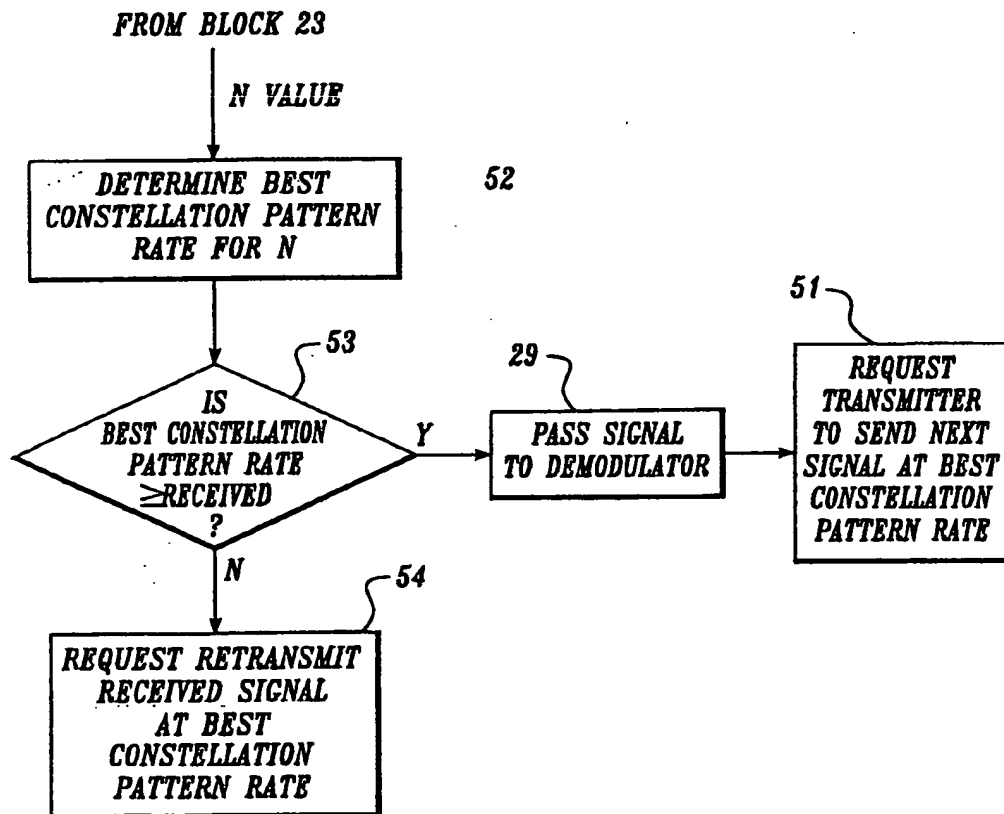 FROM BLOCK 23
N VALUE
DETERMINE BEST
CONSTELLATION PATTERN
RATE FOR N
52
53
IS
BEST CONSTELLATION
PATTERN RATE
≥RECEIVED
?
Y
N
29
PASS SIGNAL
TO DEMODULATOR
51
REQUEST
TRANSMITTER
TO SEND NEXT
SIGNAL AT BEST
CONSTELLATION
PATTERN RATE
54
REQUEST RETRANSMIT
RECEIVED SIGNAL
AT BEST
CONSTELLATION
PATTERN RATE